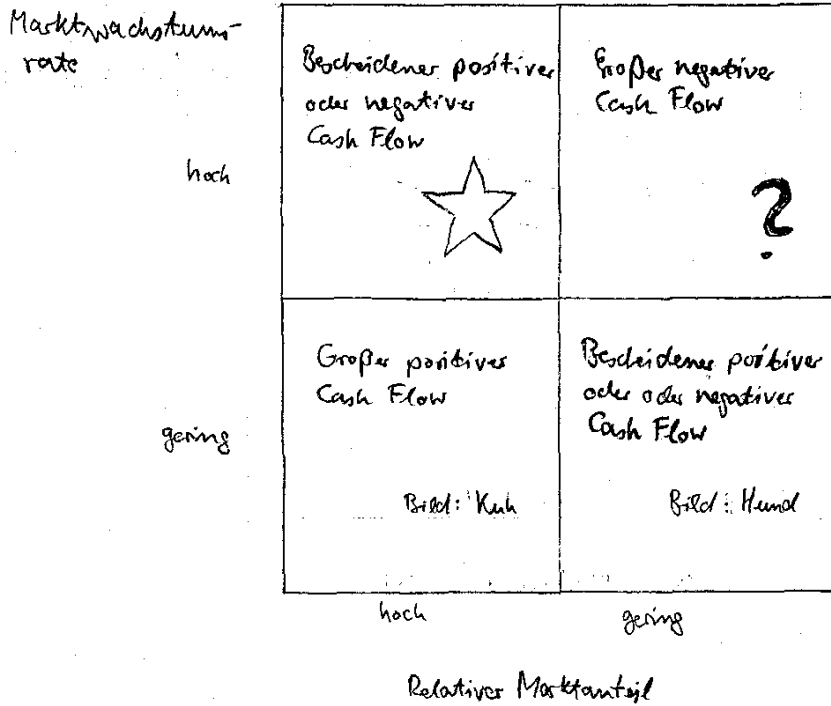 Marktwachstums-
rate
Bescheidener positiver
oder negativer
Cash Flow
Großer negativer
Cash Flow
hoch
?
Großer positiver
Cash Flow
Bescheidener positiver
oder oder negativer
Cash Flow
gering
Bild: Kuh
Bild: Hund
hoch
gering
Relativer Marktanteil